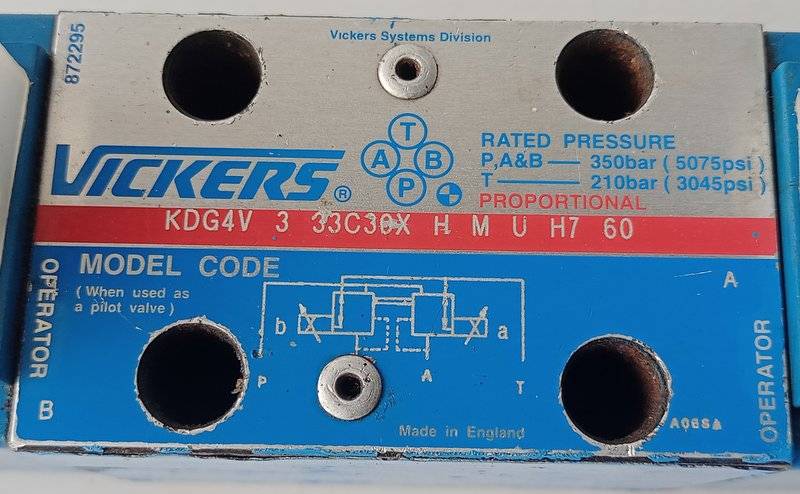 872295
Vickers Systems Division
VICKERS®
T
A B
P
RATED PRESSURE
P,A&B — 350bar ( 5075psi )
T — 210bar ( 3045psi )
PROPORTIONAL
KDG4V 3 33C30X H M U H7 60
MODEL CODE
( When used as
a pilot valve )
OPERATOR
B
b
a
P
A
T
A
OPERATOR
Made in England